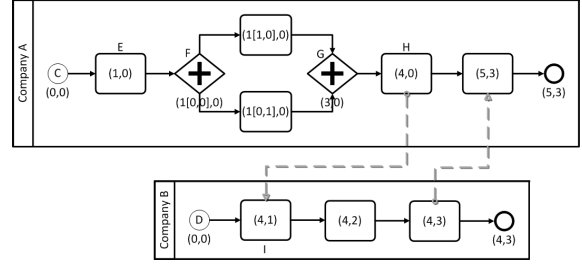 Company A
C
(0,0)
E
(1,0)
F
(1[0,0],0)
(1[1,0],0)
(1[0,1],0)
G
(3,0)
H
(4,0)
(5,3)
(5,3)
Company B
D
(0,0)
(4,1)
I
(4,2)
(4,3)
(4,3)